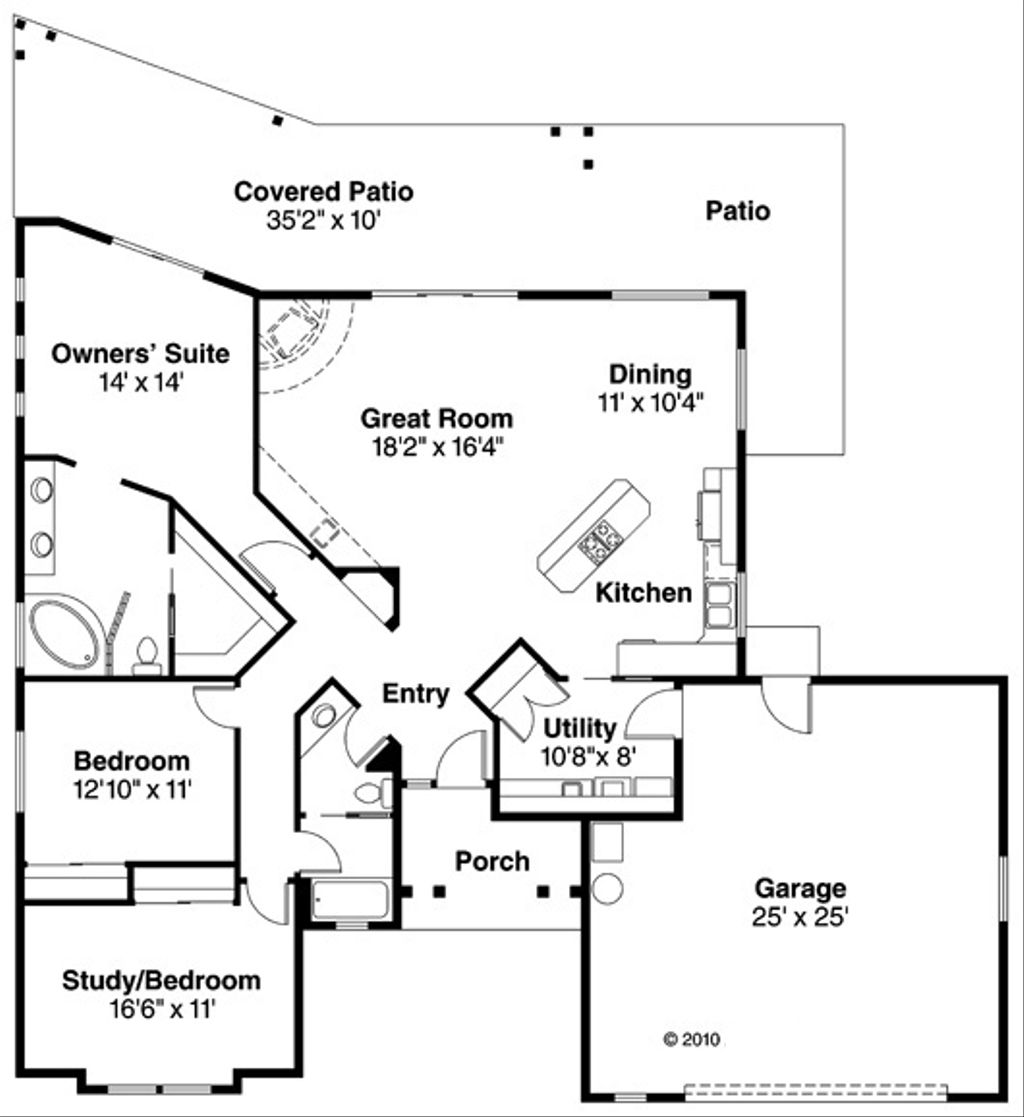 Covered Patio
35'2" x 10'
Patio
Owners' Suite
14' x 14'
Dining
11' x 10'4"
Great Room
18'2" x 16'4"
Kitchen
Entry
Utility
10'8"x 8'
Bedroom
12'10" x 11'
Porch
Garage
25' x 25'
Study/Bedroom
16'6" x 11'
© 2010